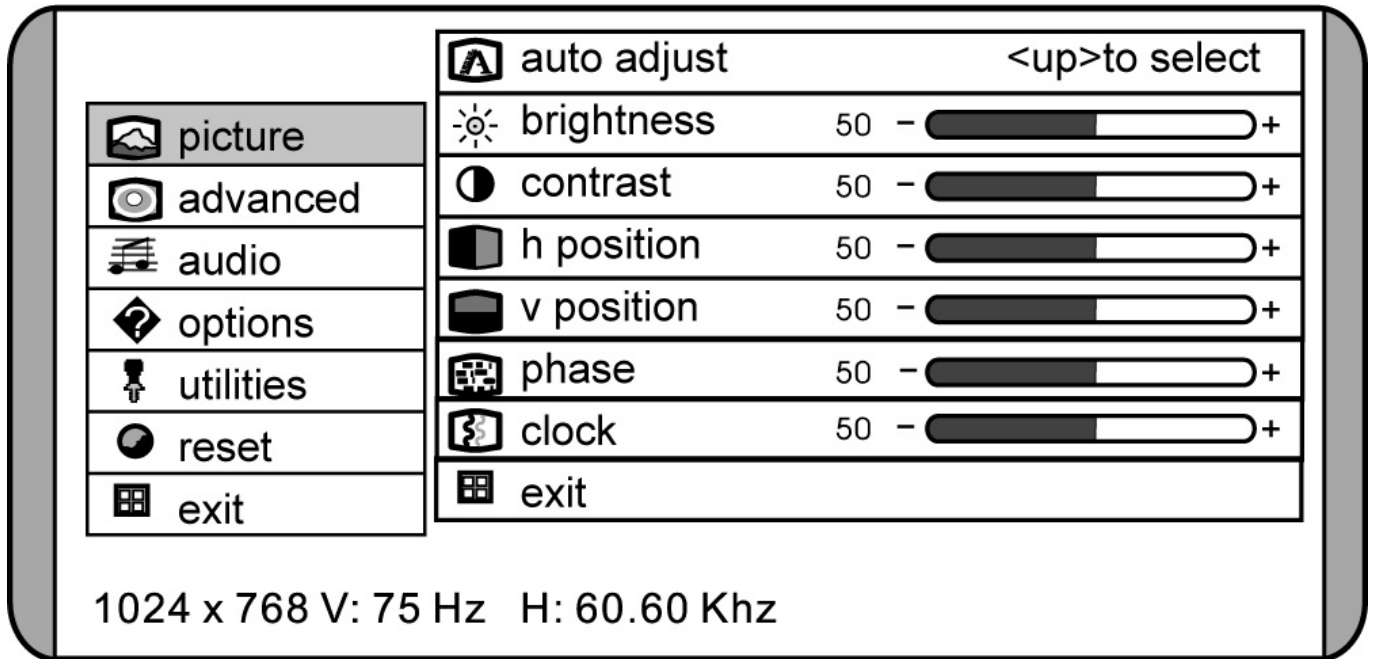 picture
advanced
audio
options
utilities
reset
exit
auto adjust <up>to select
brightness 50 - +
contrast 50 - +
h position 50 - +
v position 50 - +
phase 50 - +
clock 50 - +
exit
1024 x 768 V: 75 Hz H: 60.60 Khz